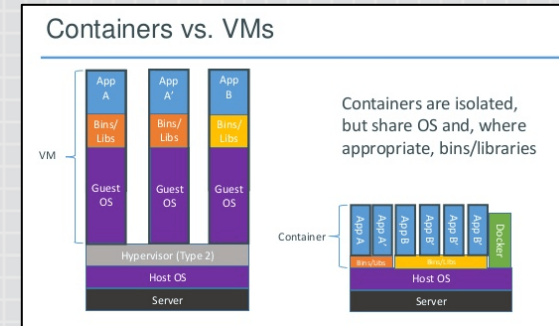 Containers vs. VMs
App
A
App
A'
App
B
Bins/
Libs
Bins/
Libs
Bins/
Libs
VM
Guest
OS
Guest
OS
Guest
OS
Hypervisor (Type 2)
Host OS
Server
Containers are isolated,
but share OS and, where
appropriate, bins/libraries
Container
App A
App A'
App B
App B'
App B'
App B'
Docker
Bins/Libs
Bins/Libs
Host OS
Server